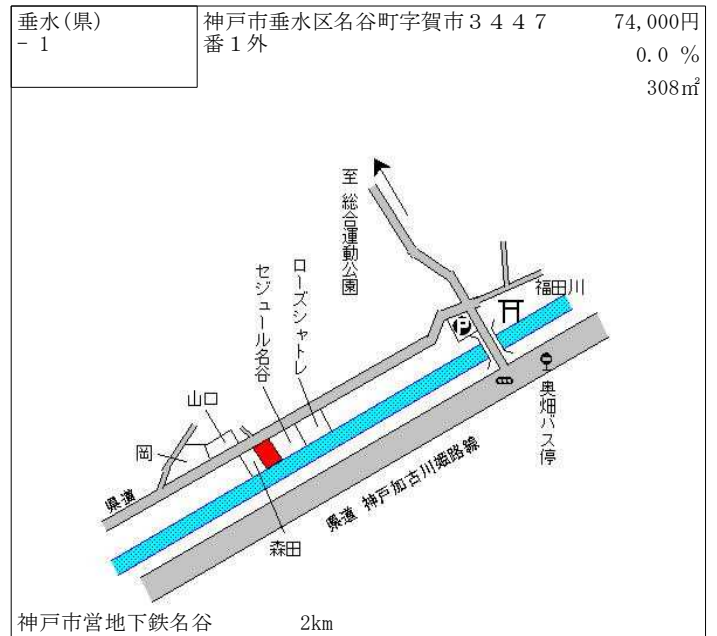 垂水(県)
－１
神戸市垂水区名谷町字賀市３４４７
番１外
74,000円
0.0 %
308㎡
至 総合運動公園
ローズシャトレ
セジュール名谷
福田川
山口
岡
奥畑バス停
県道
県道 神戸加古川姫路線
森田
神戸市営地下鉄名谷 2km